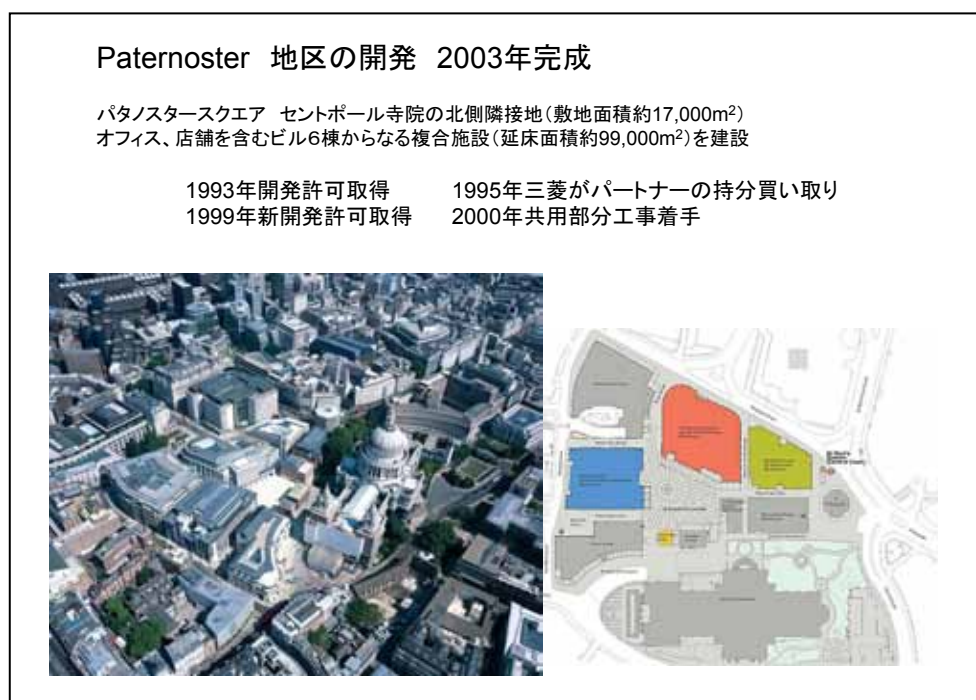 Paternoster 地区の開発 2003年完成
パタノスタースクエア セントポール寺院の北側隣接地(敷地面積約17,000m²)
オフィス、店舗を含むビル6棟からなる複合施設(延床面積約99,000m²)を建設
1993年開発許可取得 1995年三菱がパートナーの持分買い取り
1999年新開発許可取得 2000年共用部分工事着手